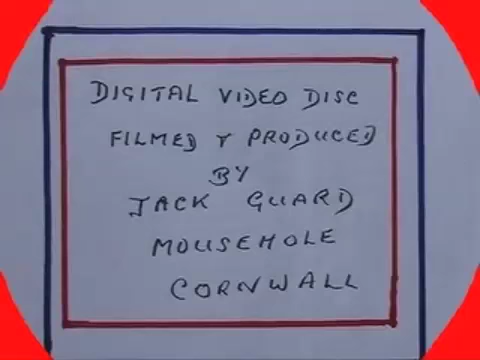 DIGITAL VIDEO DISC
FILMED & PRODUCED
BY
JACK GUARD
MOUSEHOLE
CORNWALL